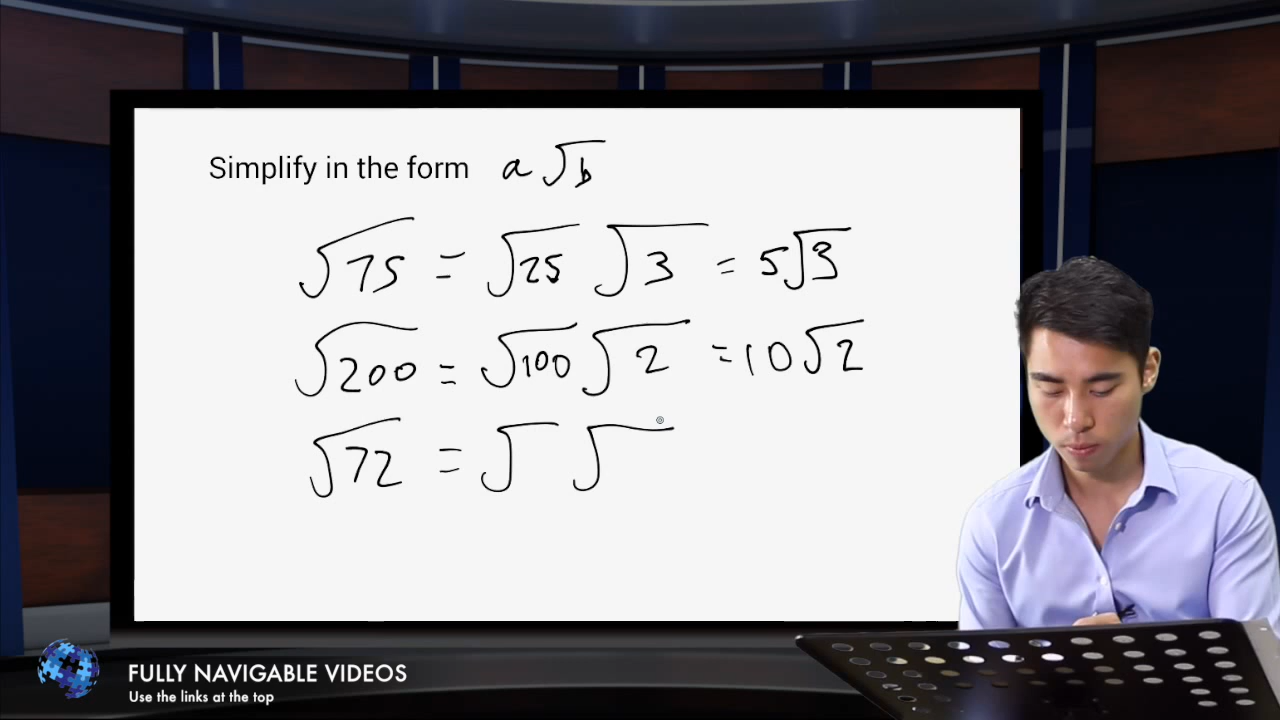 Simplify in the form a√b
√75 = √25 √3 = 5√3
√200 = √100 √2 = 10√2
√72 = √ √
FULLY NAVIGABLE VIDEOS
Use the links at the top